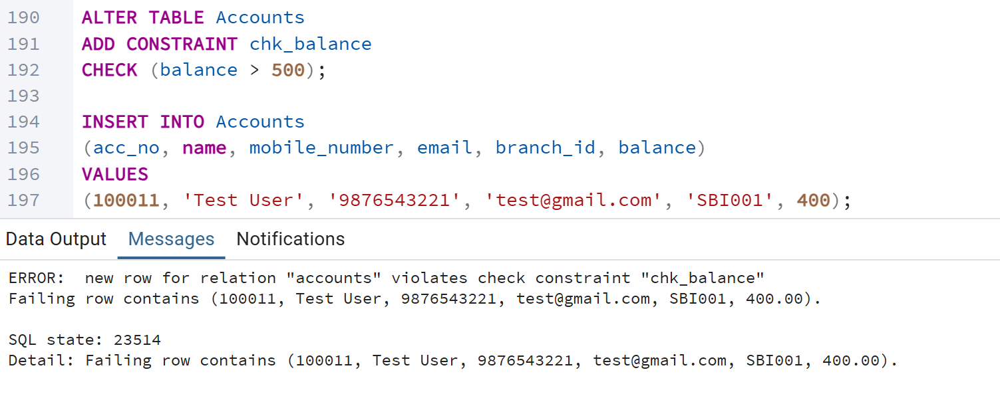 190 ALTER TABLE Accounts
191 ADD CONSTRAINT chk_balance
192 CHECK (balance > 500);
193
194 INSERT INTO Accounts
195 (acc_no, name, mobile_number, email, branch_id, balance)
196 VALUES
197 (100011, 'Test User', '9876543221', 'test@gmail.com', 'SBI001', 400);
Data Output Messages Notifications
ERROR:  new row for relation "accounts" violates check constraint "chk_balance"
Failing row contains (100011, Test User, 9876543221, test@gmail.com, SBI001, 400.00).
SQL state: 23514
Detail: Failing row contains (100011, Test User, 9876543221, test@gmail.com, SBI001, 400.00).